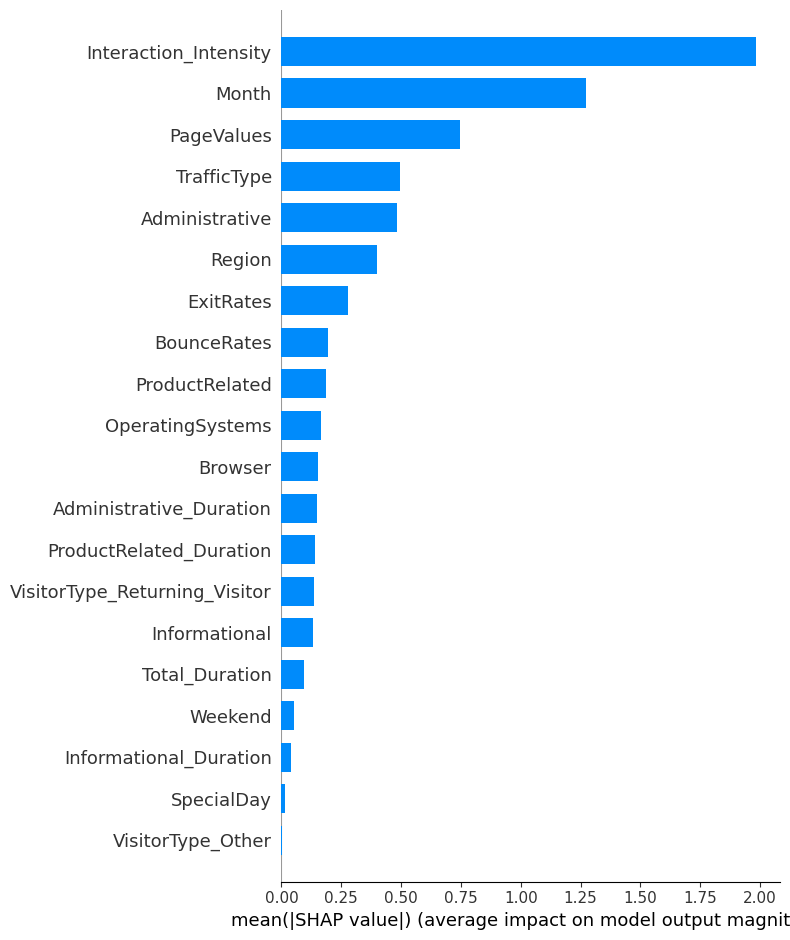 Interaction_Intensity
Month
PageValues
TrafficType
Administrative
Region
ExitRates
BounceRates
ProductRelated
OperatingSystems
Browser
Administrative_Duration
ProductRelated_Duration
VisitorType_Returning_Visitor
Informational
Total_Duration
Weekend
Informational_Duration
SpecialDay
VisitorType_Other
0.00 0.25 0.50 0.75 1.00 1.25 1.50 1.75 2.00
mean(|SHAP value|) (average impact on model output magnit